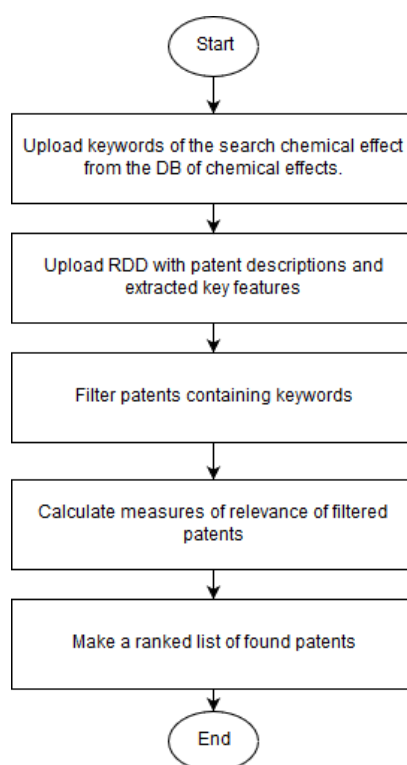 Start
Upload keywords of the search chemical effect
from the DB of chemical effects.
Upload RDD with patent descriptions and
extracted key features
Filter patents containing keywords
Calculate measures of relevance of filtered
patents
Make a ranked list of found patents
End